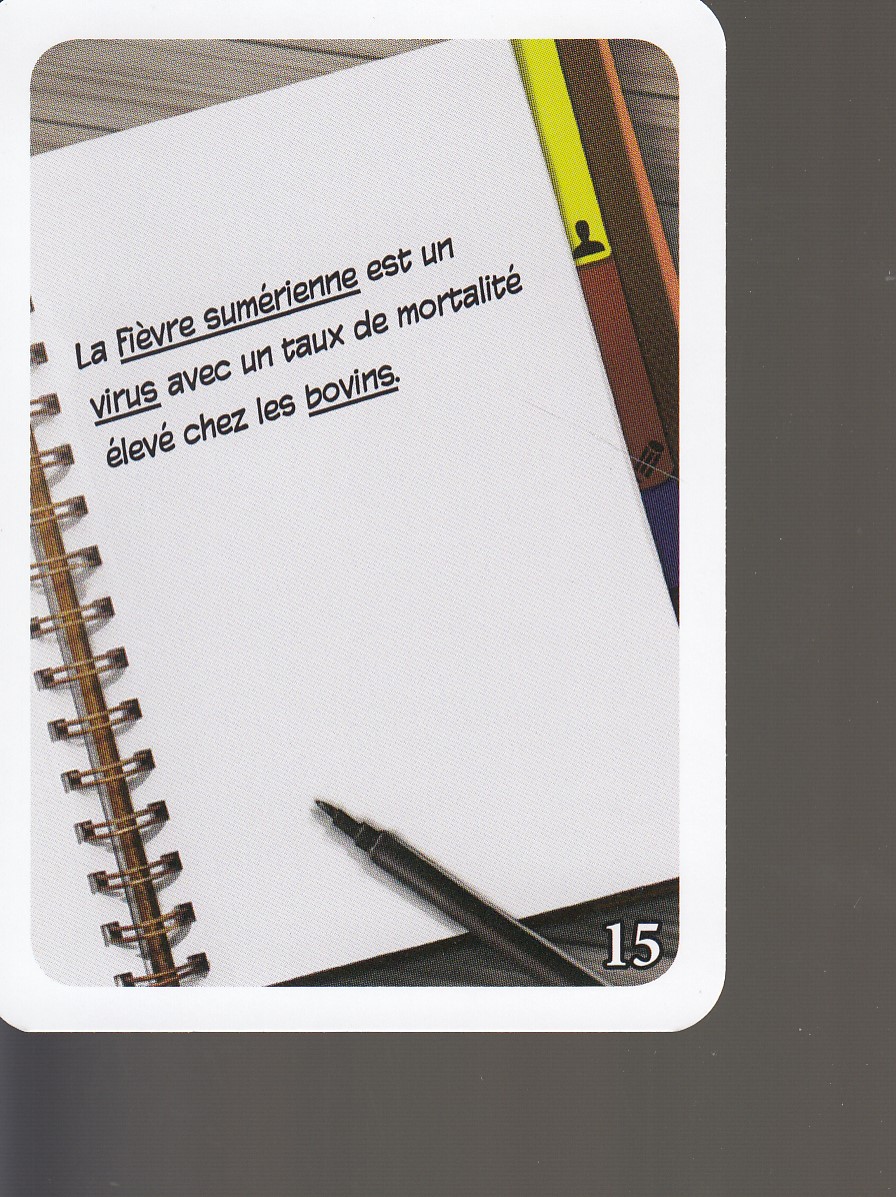 La Fièvre sumérienne est un
virus avec un taux de mortalité
élevé chez les bovins.
15